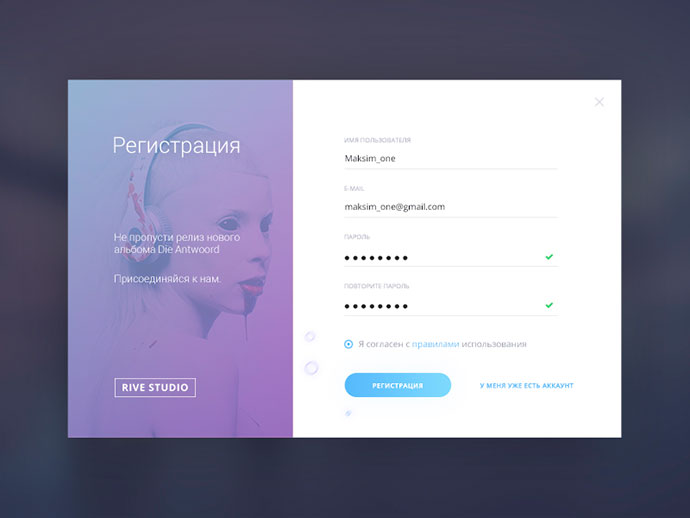 Регистрация
Не пропусти релиз нового
альбома Die Antwoord
Присоединяйся к нам.
RIVE STUDIO
ИМЯ ПОЛЬЗОВАТЕЛЯ
Maksim_one
E-MAIL
maksim_one@gmail.com
ПАРОЛЬ
ПОВТОРИТЕ ПАРОЛЬ
Я согласен с правилами использования
РЕГИСТРАЦИЯ
У МЕНЯ УЖЕ ЕСТЬ АККАУНТ